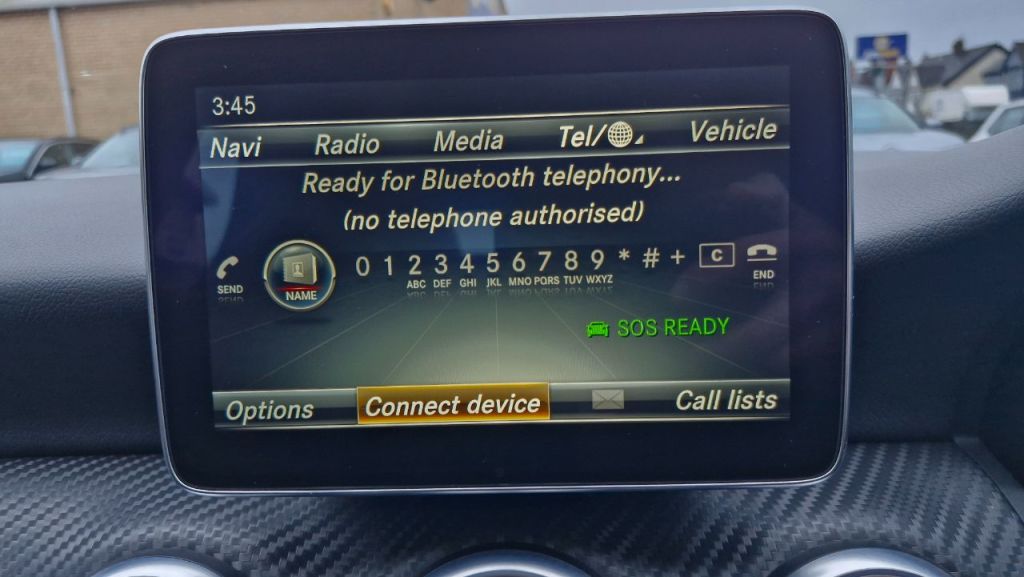 3:45
Navi Radio Media Tel/ Vehicle
Ready for Bluetooth telephony...
(no telephone authorised)
SEND NAME 0 1 2 3 4 5 6 7 8 9 * # + C END
ABC DEF GHI JKL MNO PQRS TUV WXYZ
SOS READY
Options Connect device Call lists